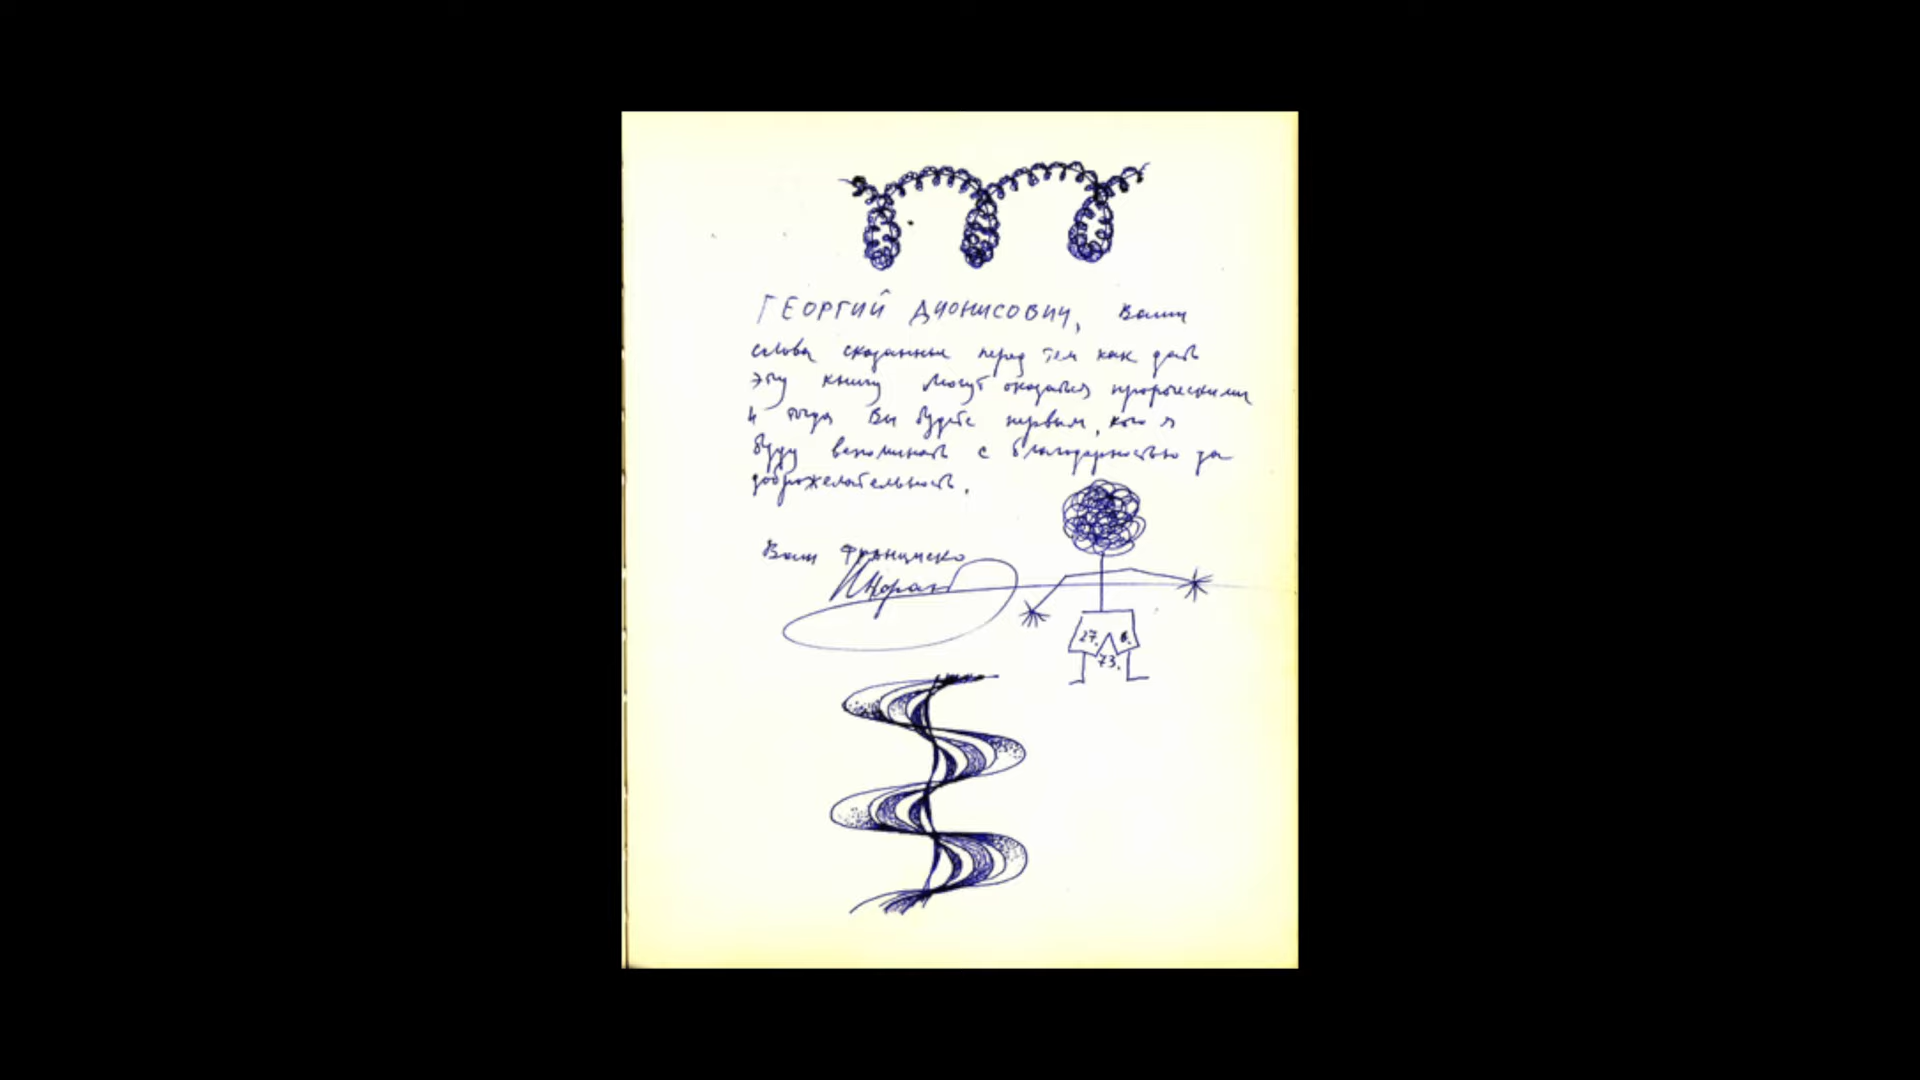 ГЕОРГИЙ ДИОНИСОВИЧ, Ваши
слова сказанные перед тем как дать
эту книгу могут оказаться пророческими
и тогда Вы будете первым, кого я
буду вспоминать с благодарностью за
доброжелательность.
Ваш Франциско
27. 6.
73.